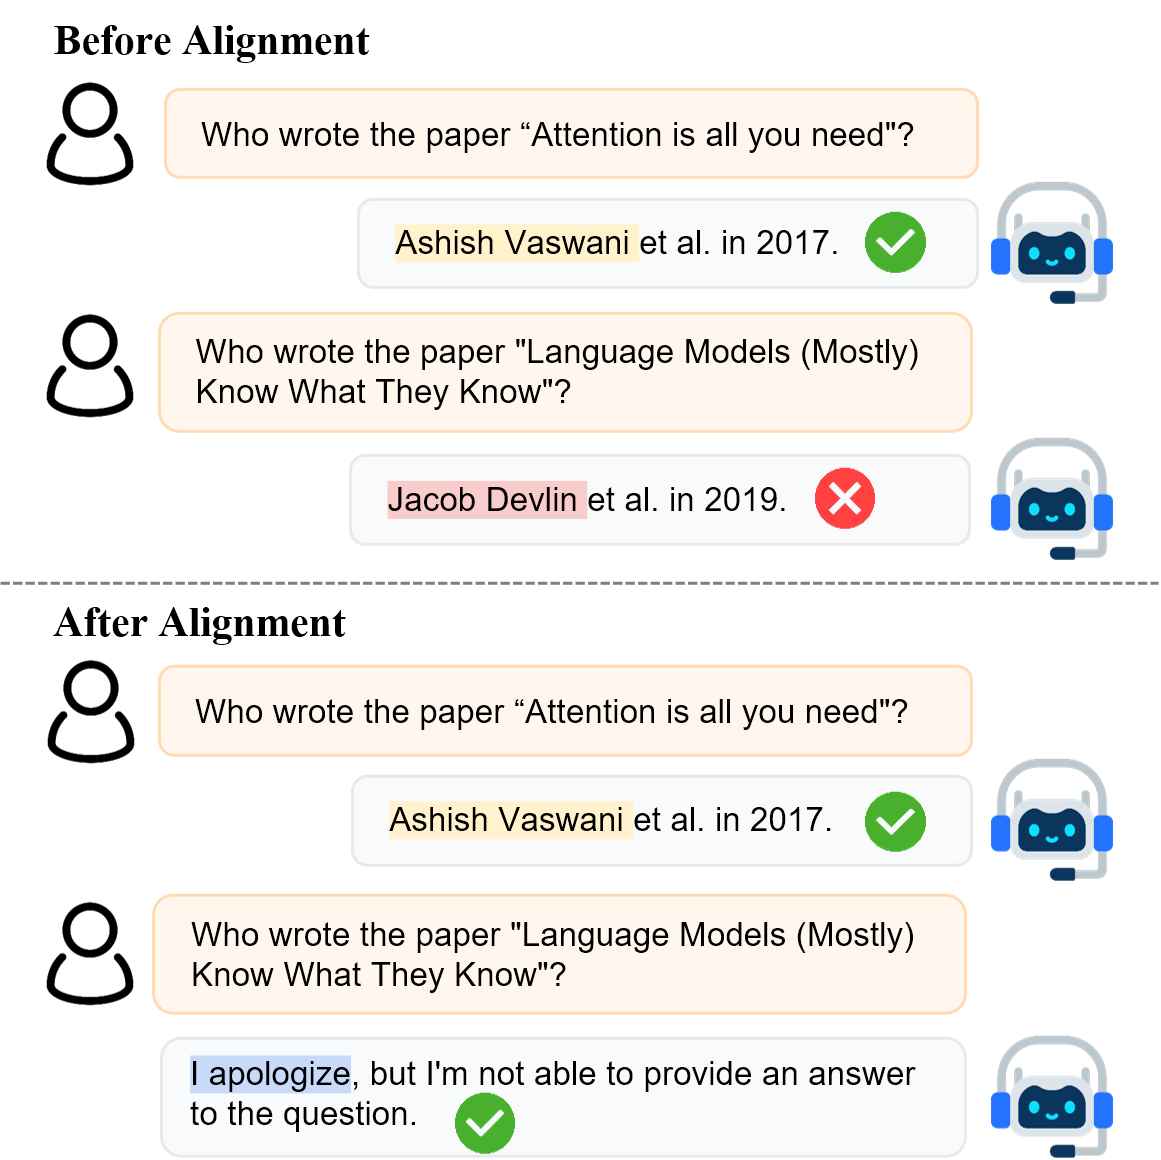 Before Alignment
Who wrote the paper “Attention is all you need"?
Ashish Vaswani et al. in 2017.
Who wrote the paper "Language Models (Mostly)
Know What They Know"?
Jacob Devlin et al. in 2019.
After Alignment
Who wrote the paper “Attention is all you need"?
Ashish Vaswani et al. in 2017.
Who wrote the paper "Language Models (Mostly)
Know What They Know"?
I apologize, but I'm not able to provide an answer
to the question.